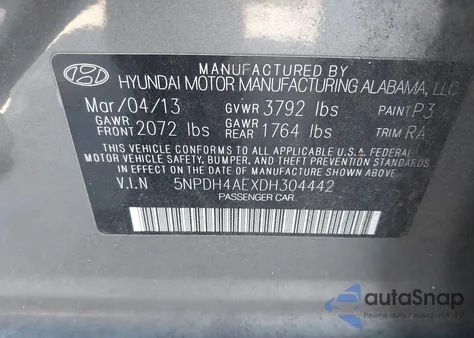 MANUFACTURED BY
HYUNDAI MOTOR MANUFACTURING ALABAMA, LLC
Mar/04/13 GVWR 3792 lbs PAINT P3
GAWR FRONT 2072 lbs GAWR REAR 1764 lbs TRIM RA
THIS VEHICLE CONFORMS TO ALL APPLICABLE U.S. FEDERAL
MOTOR VEHICLE SAFETY, BUMPER, AND THEFT PREVENTION
STANDARDS IN EFFECT ON THE DATE OF MANUFACTURE SHOWN ABOVE.
V.I.N 5NPDH4AEXDH304442
PASSENGER CAR
autoSnap